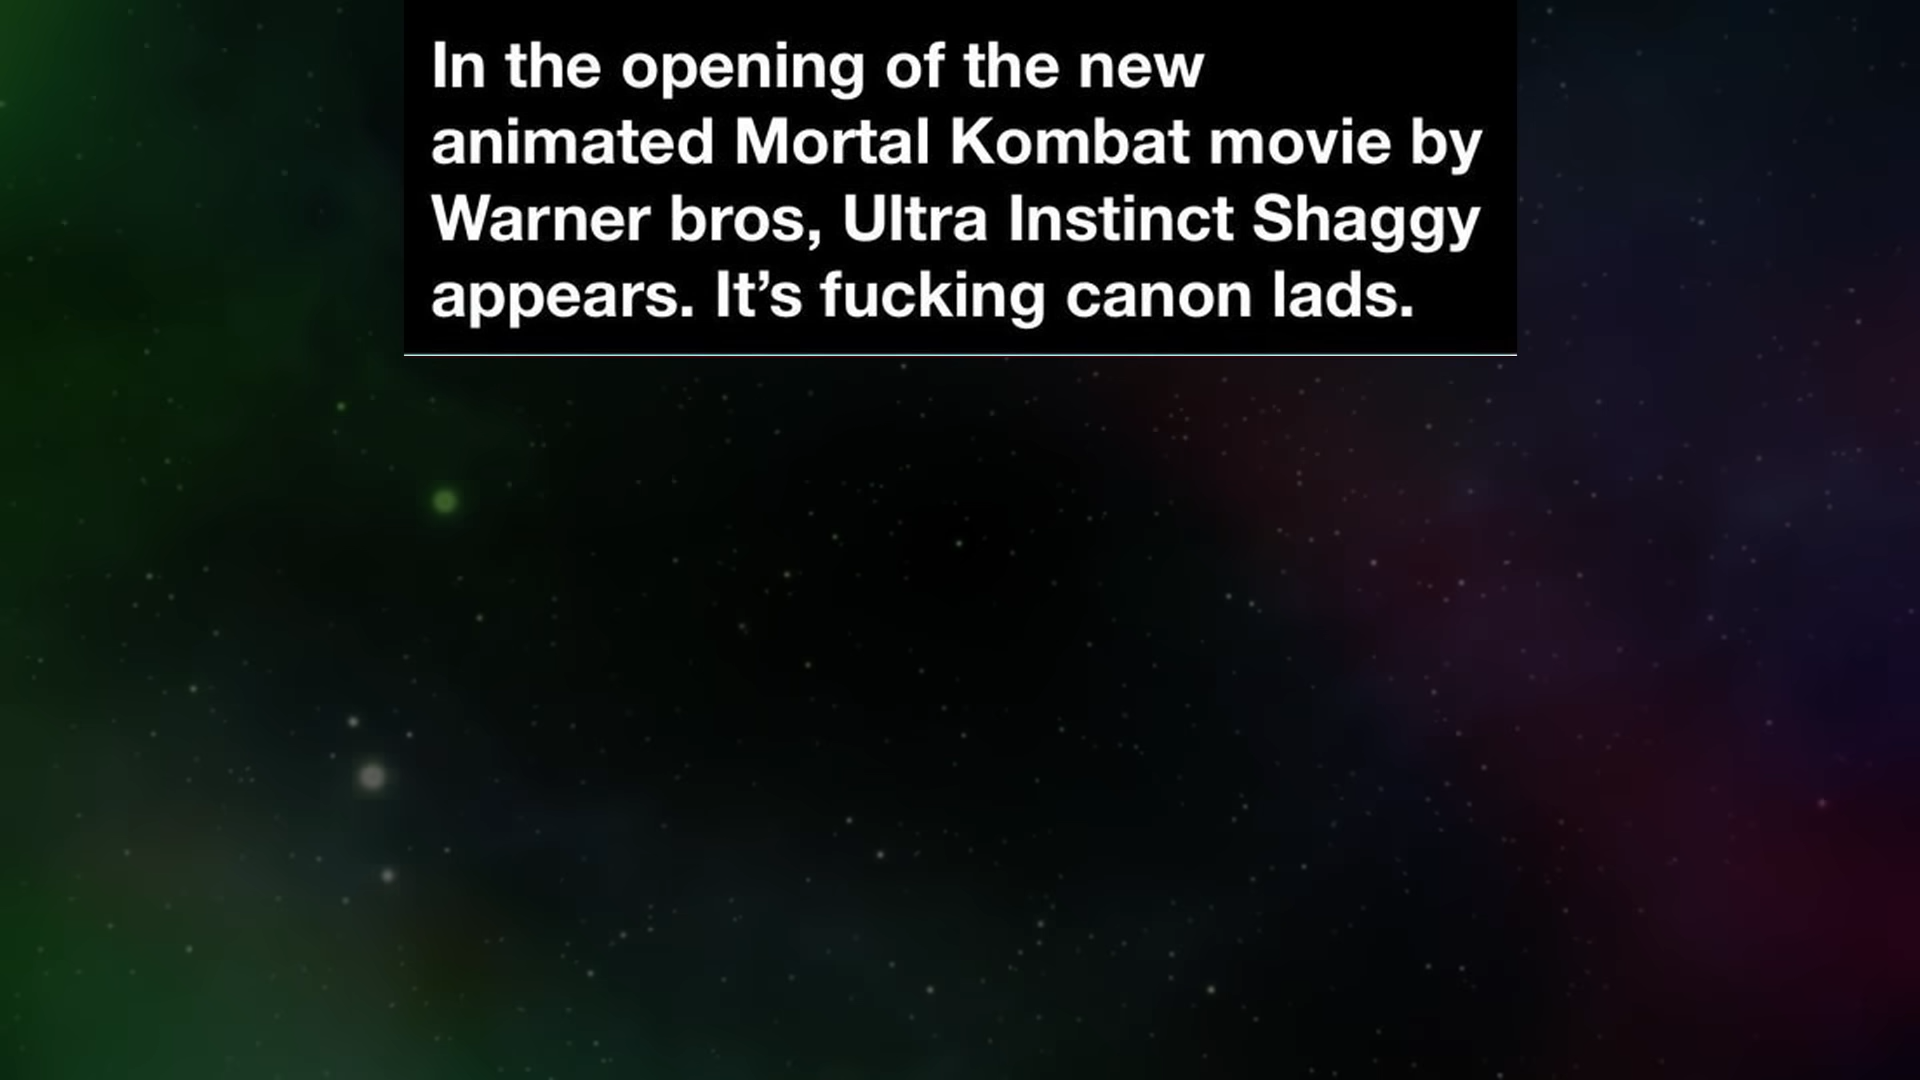 In the opening of the new
animated Mortal Kombat movie by
Warner bros, Ultra Instinct Shaggy
appears. It’s fucking canon lads.